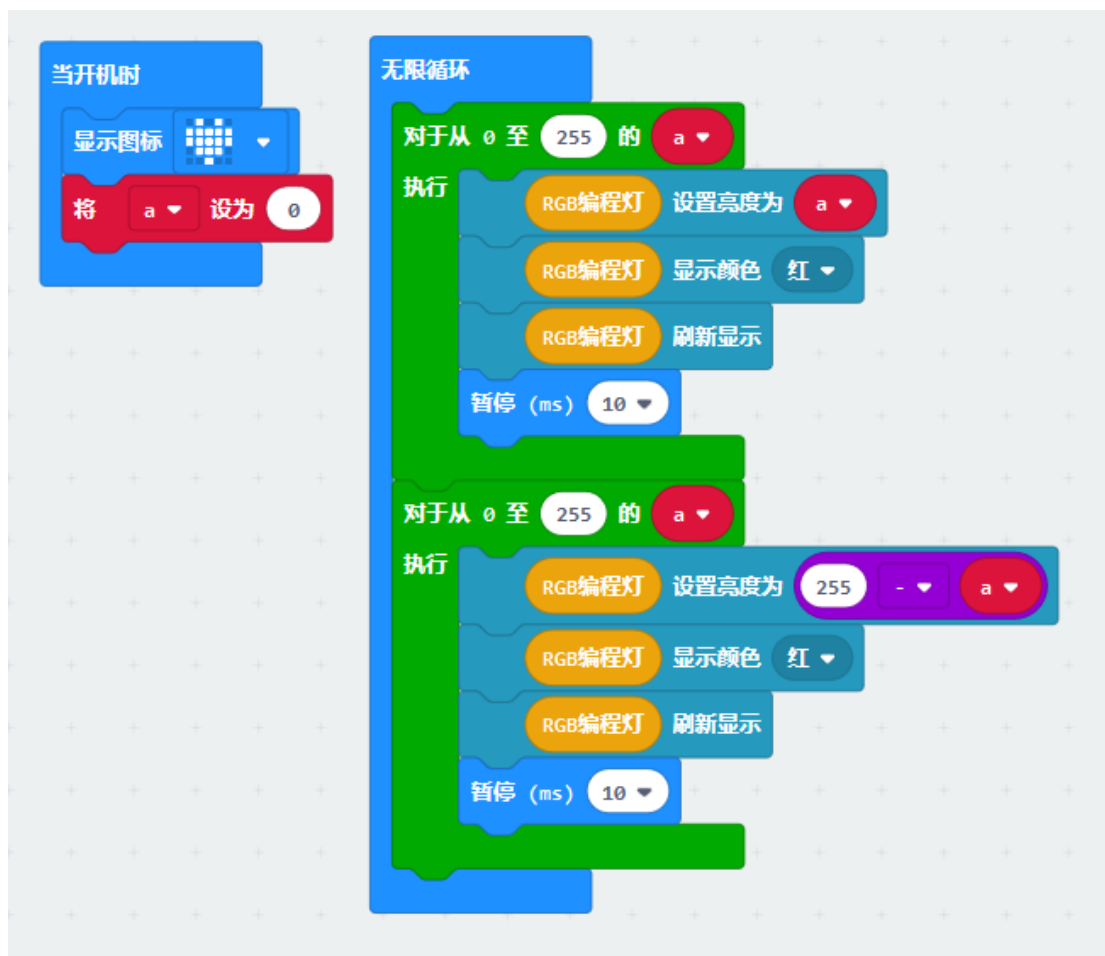 当开机时
显示图标
将 a 设为 0
无限循环
对于从 0 至 255 的 a
执行
RGB编程灯 设置亮度为 a
RGB编程灯 显示颜色 红
RGB编程灯 刷新显示
暂停 (ms) 10
对于从 0 至 255 的 a
执行
RGB编程灯 设置亮度为 255 - a
RGB编程灯 显示颜色 红
RGB编程灯 刷新显示
暂停 (ms) 10